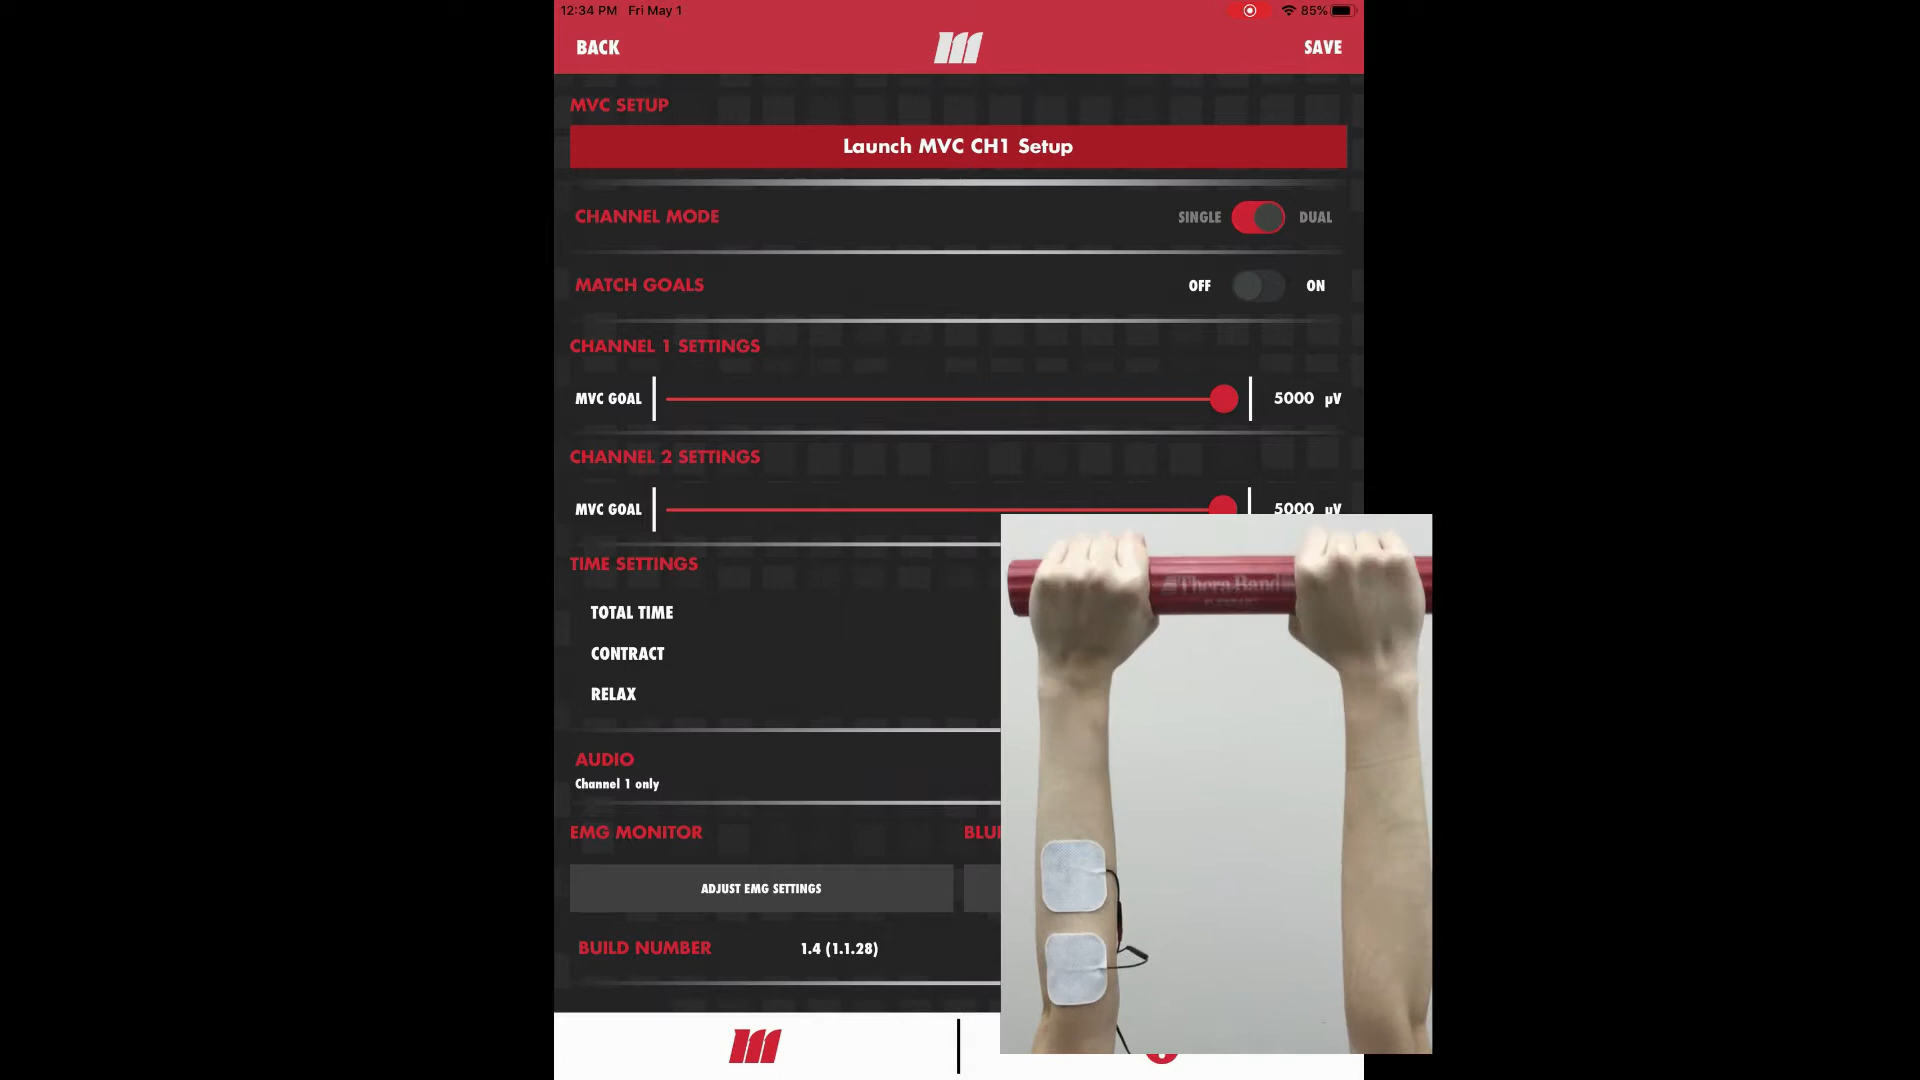 12:34 PM Fri May 1
85%
BACK
SAVE
MVC SETUP
Launch MVC CH1 Setup
CHANNEL MODE
SINGLE DUAL
MATCH GOALS
OFF ON
CHANNEL 1 SETTINGS
MVC GOAL 5000 µV
CHANNEL 2 SETTINGS
MVC GOAL 5000 µV
TIME SETTINGS
TOTAL TIME
CONTRACT
RELAX
AUDIO
Channel 1 only
EMG MONITOR
ADJUST EMG SETTINGS
BUILD NUMBER 1.4 (1.1.28)
TheraBand